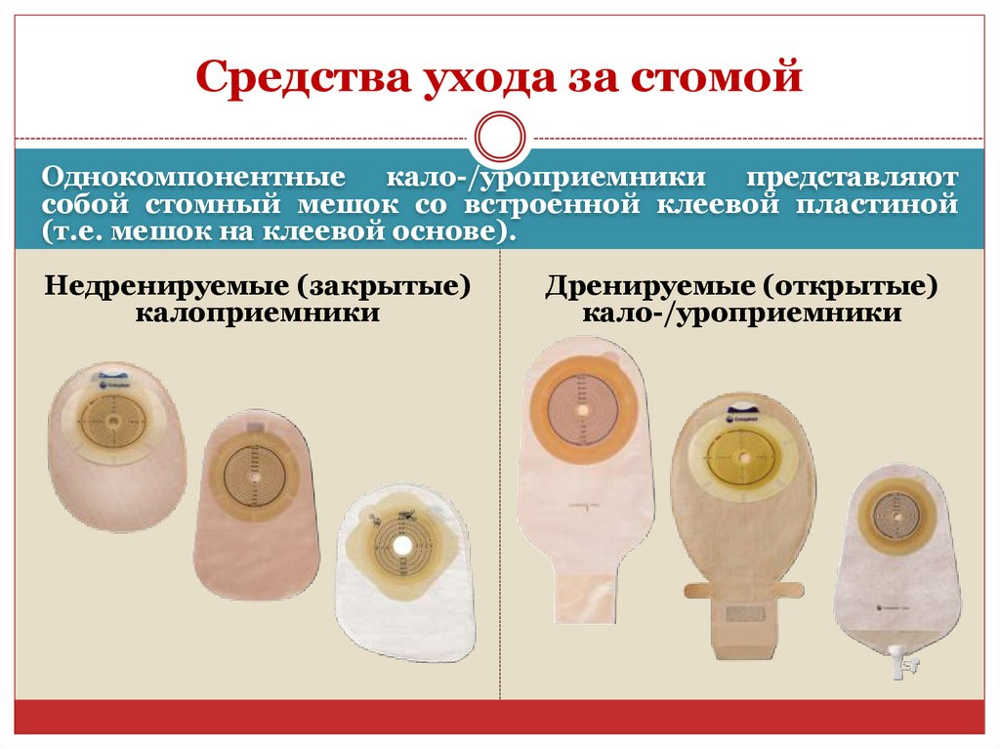 Средства ухода за стомой
Однокомпонентные кало-/уроприемники представляют
собой стомный мешок со встроенной клеевой пластиной
(т.е. мешок на клеевой основе).
Недренируемые (закрытые)
калоприемники
Дренируемые (открытые)
кало-/уроприемники